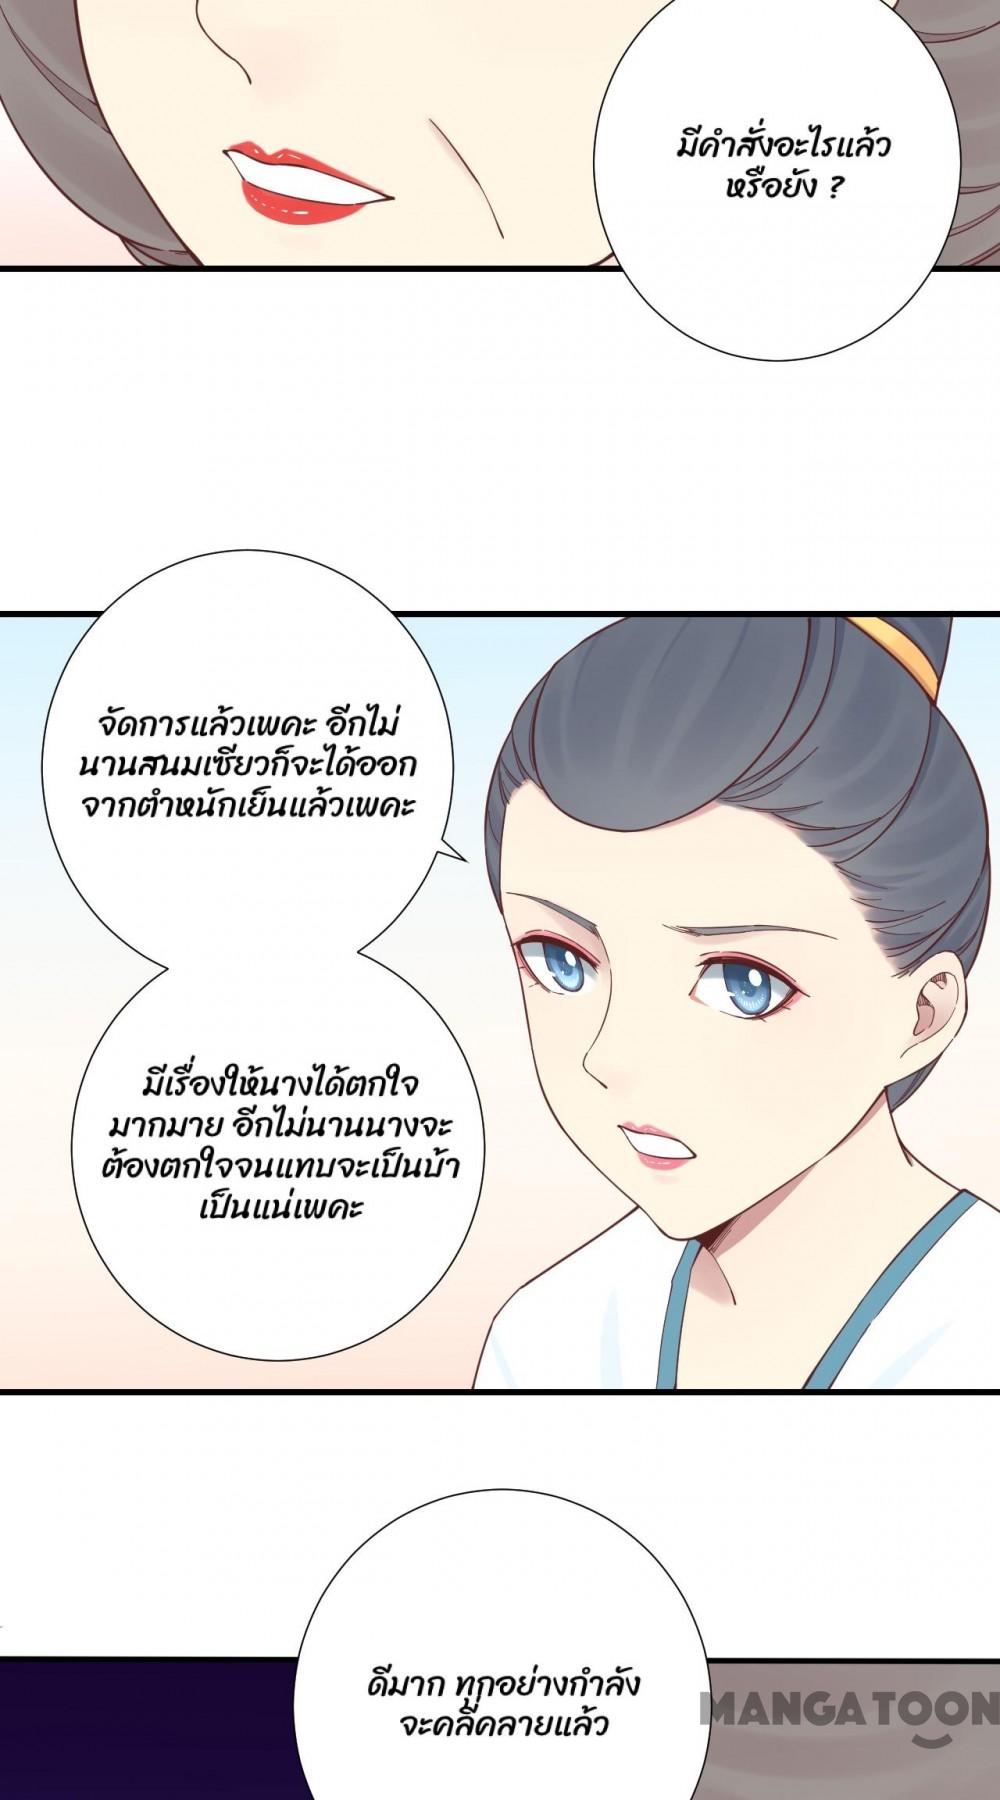 มีคำสั่งอะไรแล้ว
หรือยัง ?
จัดการแล้วเพคะ อีกไม่
นานสนมเซียวก็จะได้ออก
จากตำหนักเย็นแล้วเพคะ
มีเรื่องให้นางได้ตกใจ
มากมาย อีกไม่นานนางจะ
ต้องตกใจจนแทบจะเป็นบ้า
เป็นแน่เพคะ
ดีมาก ทุกอย่างกำลัง
จะคลี่คลายแล้ว
MANGATOON